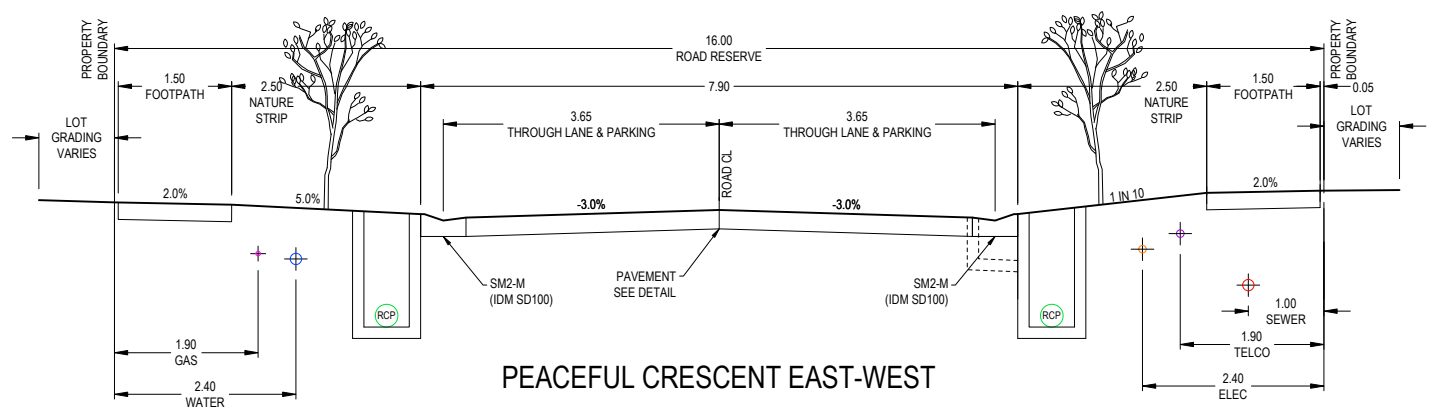 PROPERTY
BOUNDARY
16.00
ROAD RESERVE
PROPERTY
BOUNDARY
1.50
FOOTPATH
2.50
NATURE
STRIP
7.90
2.50
NATURE
STRIP
1.50
FOOTPATH
0.05
LOT
GRADING
VARIES
3.65
THROUGH LANE & PARKING
3.65
THROUGH LANE & PARKING
LOT
GRADING
VARIES
ROAD CL
2.0%
5.0%
-3.0%
-3.0%
1 IN 10
2.0%
SM2-M
(IDM SD100)
PAVEMENT
SEE DETAIL
SM2-M
(IDM SD100)
RCP
RCP
1.00
SEWER
1.90
GAS
1.90
TELCO
2.40
WATER
2.40
ELEC
PEACEFUL CRESCENT EAST-WEST